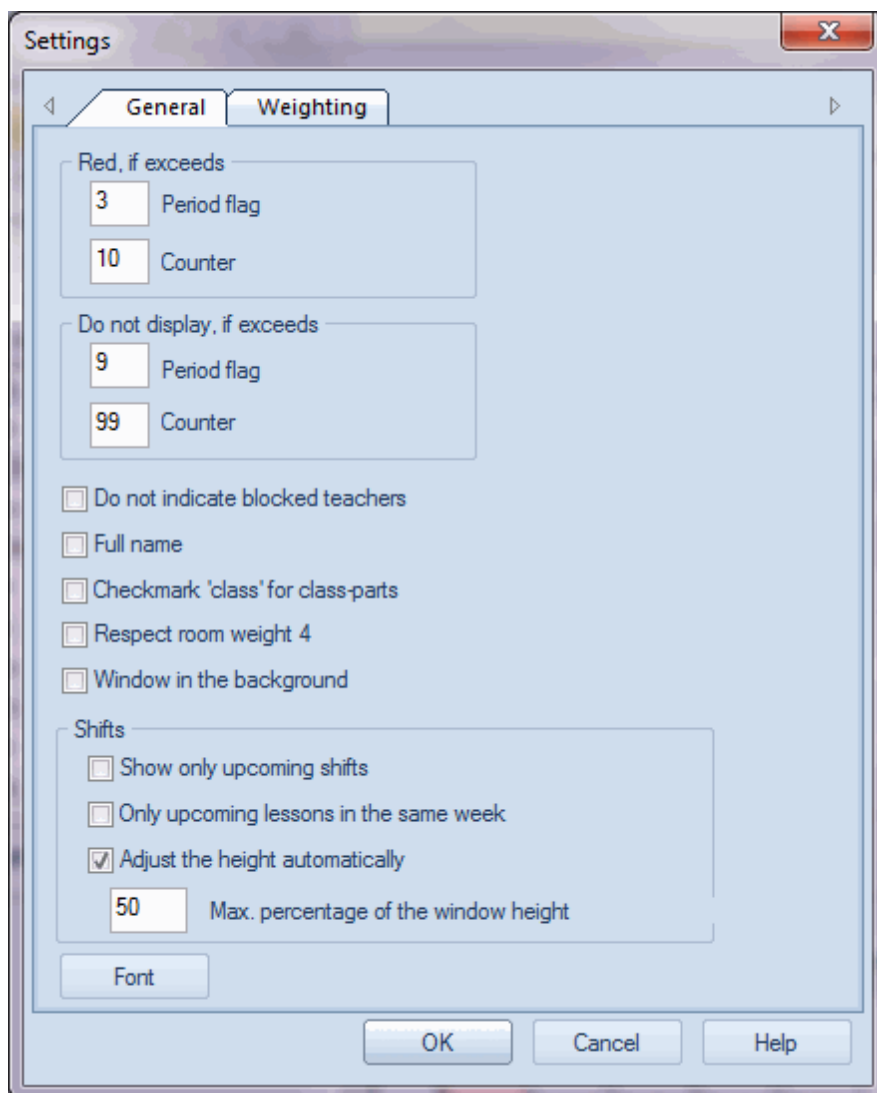 Settings
General Weighting
Red, if exceeds
3 Period flag
10 Counter
Do not display, if exceeds
9 Period flag
99 Counter
Do not indicate blocked teachers
Full name
Checkmark 'class' for class-parts
Respect room weight 4
Window in the background
Shifts
Show only upcoming shifts
Only upcoming lessons in the same week
Adjust the height automatically
50 Max. percentage of the window height
Font
OK Cancel Help